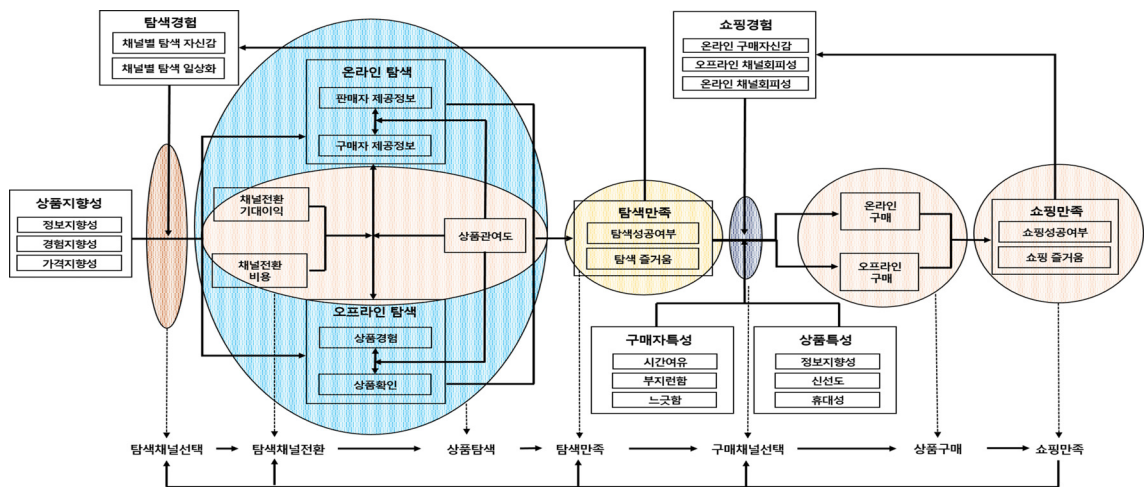 탐색경험
채널별 탐색 자신감
채널별 탐색 일상화
쇼핑경험
온라인 구매자신감
오프라인 채널회피성
온라인 채널회피성
온라인 탐색
판매자 제공정보
구매자 제공정보
상품지향성
정보지향성
경험지향성
가격지향성
채널전환
기대이익
채널전환
비용
상품관여도
오프라인 탐색
상품경험
상품확인
탐색만족
탐색성공여부
탐색 즐거움
온라인
구매
오프라인
구매
쇼핑만족
쇼핑성공여부
쇼핑 즐거움
구매자특성
시간여유
부지런함
느긋함
상품특성
정보지향성
신선도
휴대성
탐색채널선택
탐색채널전환
상품탐색
탐색만족
구매채널선택
상품구매
쇼핑만족